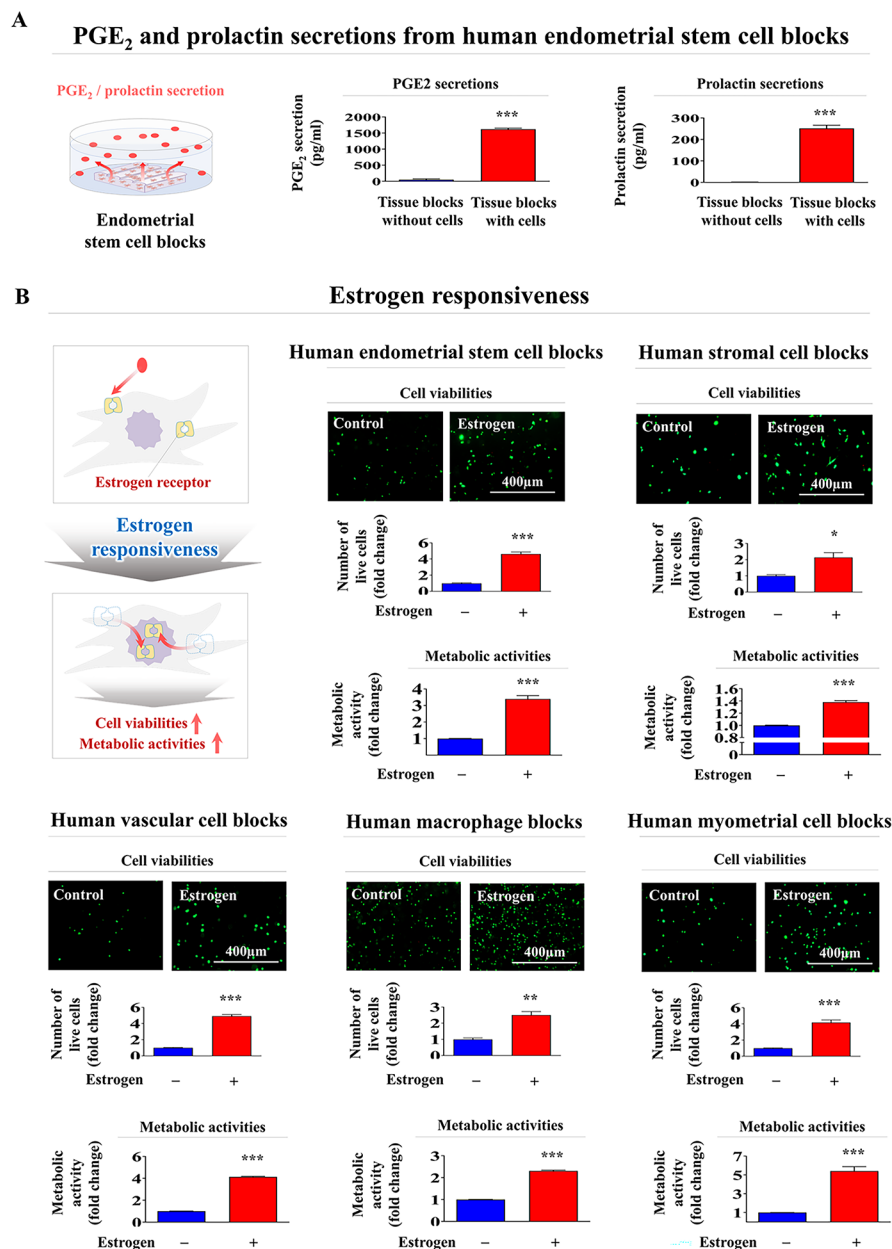 A
PGE₂ and prolactin secretions from human endometrial stem cell blocks
PGE₂ / prolactin secretion
Endometrial
stem cell blocks
PGE2 secretions
PGE₂ secretion
(pg/ml)
2000
1500
1000
500
0
***
Tissue blocks
without cells
Tissue blocks
with cells
Prolactin secretions
Prolactin secretion
(pg/ml)
300
200
100
0
***
Tissue blocks
without cells
Tissue blocks
with cells
B
Estrogen responsiveness
Estrogen receptor
Estrogen
responsiveness
Cell viabilities
Metabolic activities
Human endometrial stem cell blocks
Cell viabilities
Control
Estrogen
400μm
Number of
live cells
(fold change)
6
4
2
0
***
Estrogen
−
+
Metabolic activities
Metabolic
activity
(fold change)
4
3
2
1
***
Estrogen
−
+
Human stromal cell blocks
Cell viabilities
Control
Estrogen
400μm
Number of
live cells
(fold change)
3
2
1
0
*
Estrogen
−
+
Metabolic activities
Metabolic
activity
(fold change)
1.6
1.4
1.2
1.0
0.8
0
***
Estrogen
−
+
Human vascular cell blocks
Cell viabilities
Control
Estrogen
400μm
Number of
live cells
(fold change)
6
4
2
0
***
Estrogen
−
+
Metabolic activities
Metabolic
activity
(fold change)
6
4
2
0
***
Estrogen
−
+
Human macrophage blocks
Cell viabilities
Control
Estrogen
400μm
Number of
live cells
(fold change)
3
2
1
0
**
Estrogen
−
+
Metabolic activities
Metabolic
activity
(fold change)
3
2
1
0
***
Estrogen
−
+
Human myometrial cell blocks
Cell viabilities
Control
Estrogen
400μm
Number of
live cells
(fold change)
6
4
2
0
***
Estrogen
−
+
Metabolic activities
Metabolic
activity
(fold change)
7
5
3
1
***
Estrogen
−
+